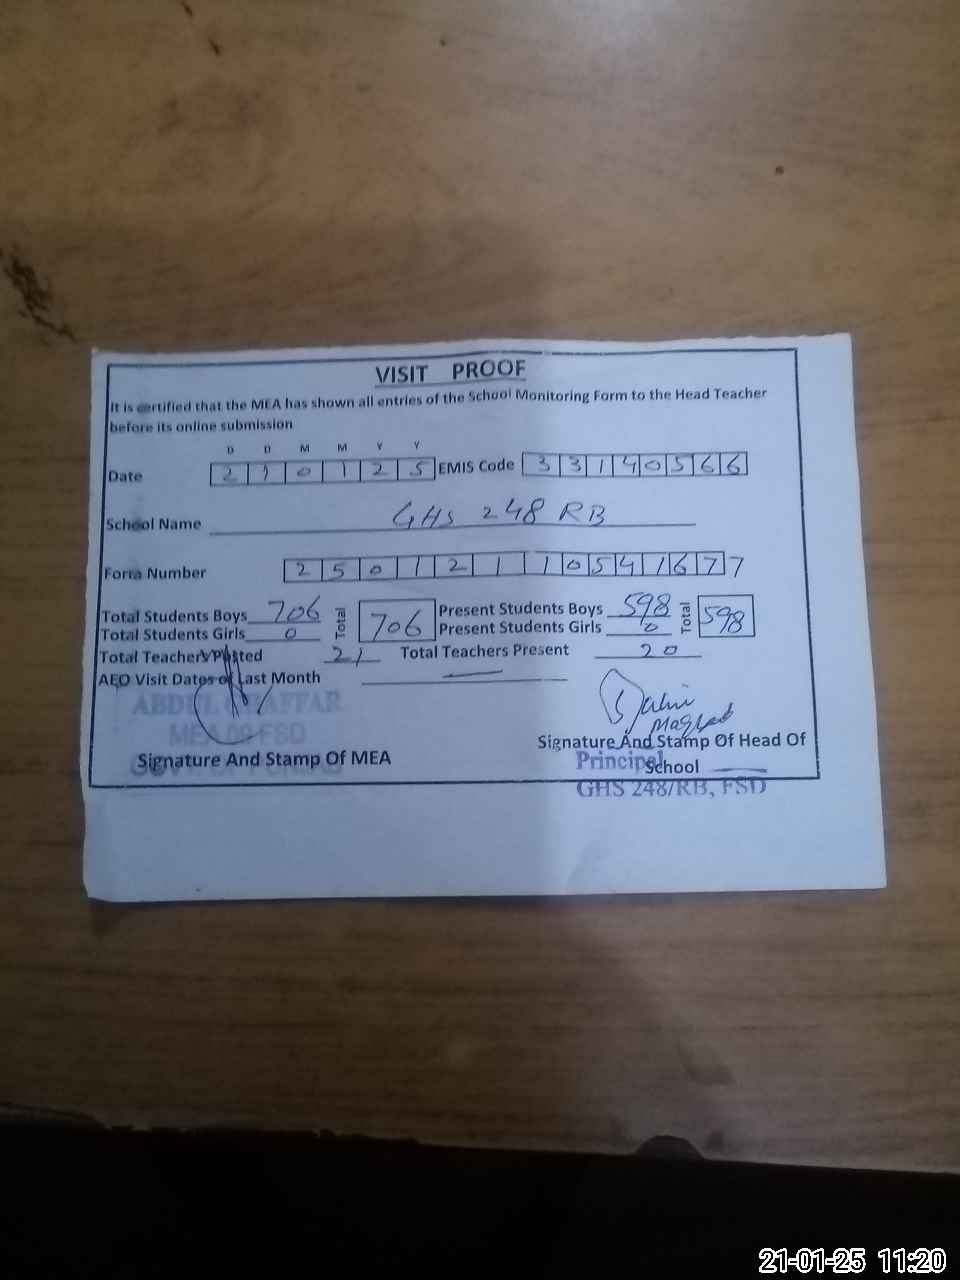 VISIT PROOF
It is certified that the MEA has shown all entries of the School Monitoring Form to the Head Teacher
before its online submission
D D M M Y Y
Date 2 1 0 1 2 5 EMIS Code 3 3 1 4 0 5 6 6
School Name GHS 248 RB
Form Number 2 5 0 1 2 1 1 0 5 4 1 6 7 7
Total Students Boys 706 Total 706 Present Students Boys 598 Total 598
Total Students Girls 0 Present Students Girls 0
Total Teachers Posted 21 Total Teachers Present 20
AEO Visit Dates of Last Month —
ABDUL GHAFFAR
MEA 09 FSD
Signature And Stamp Of MEA
Signature And Stamp Of Head Of
School
Principal
GHS 248/RB, FSD
21-01-25 11:20